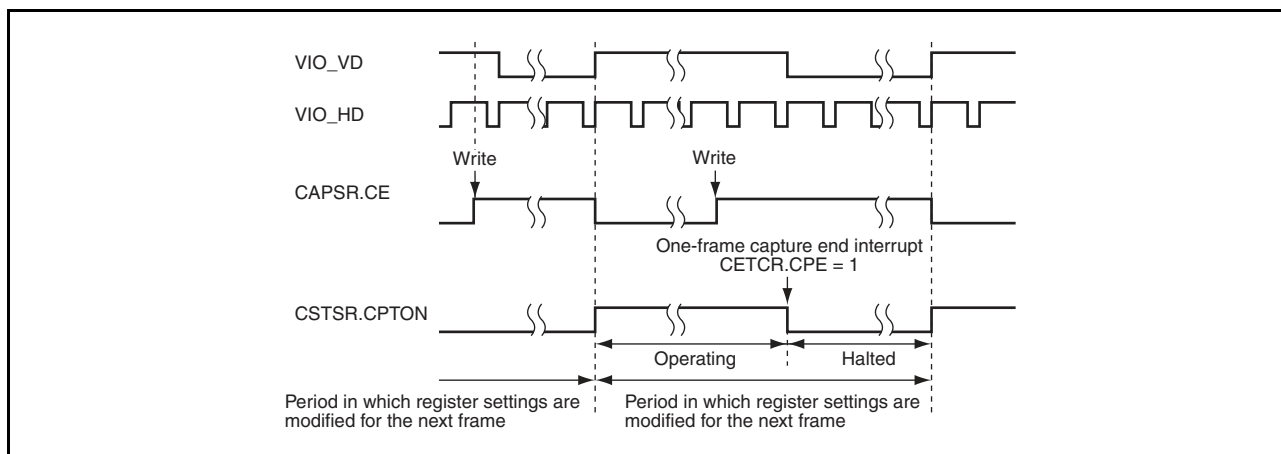 VIO_VD
VIO_HD
Write
Write
CAPSR.CE
One-frame capture end interrupt
CETCR.CPE = 1
CSTSR.CPTON
Operating
Halted
Period in which register settings are
modified for the next frame
Period in which register settings are
modified for the next frame